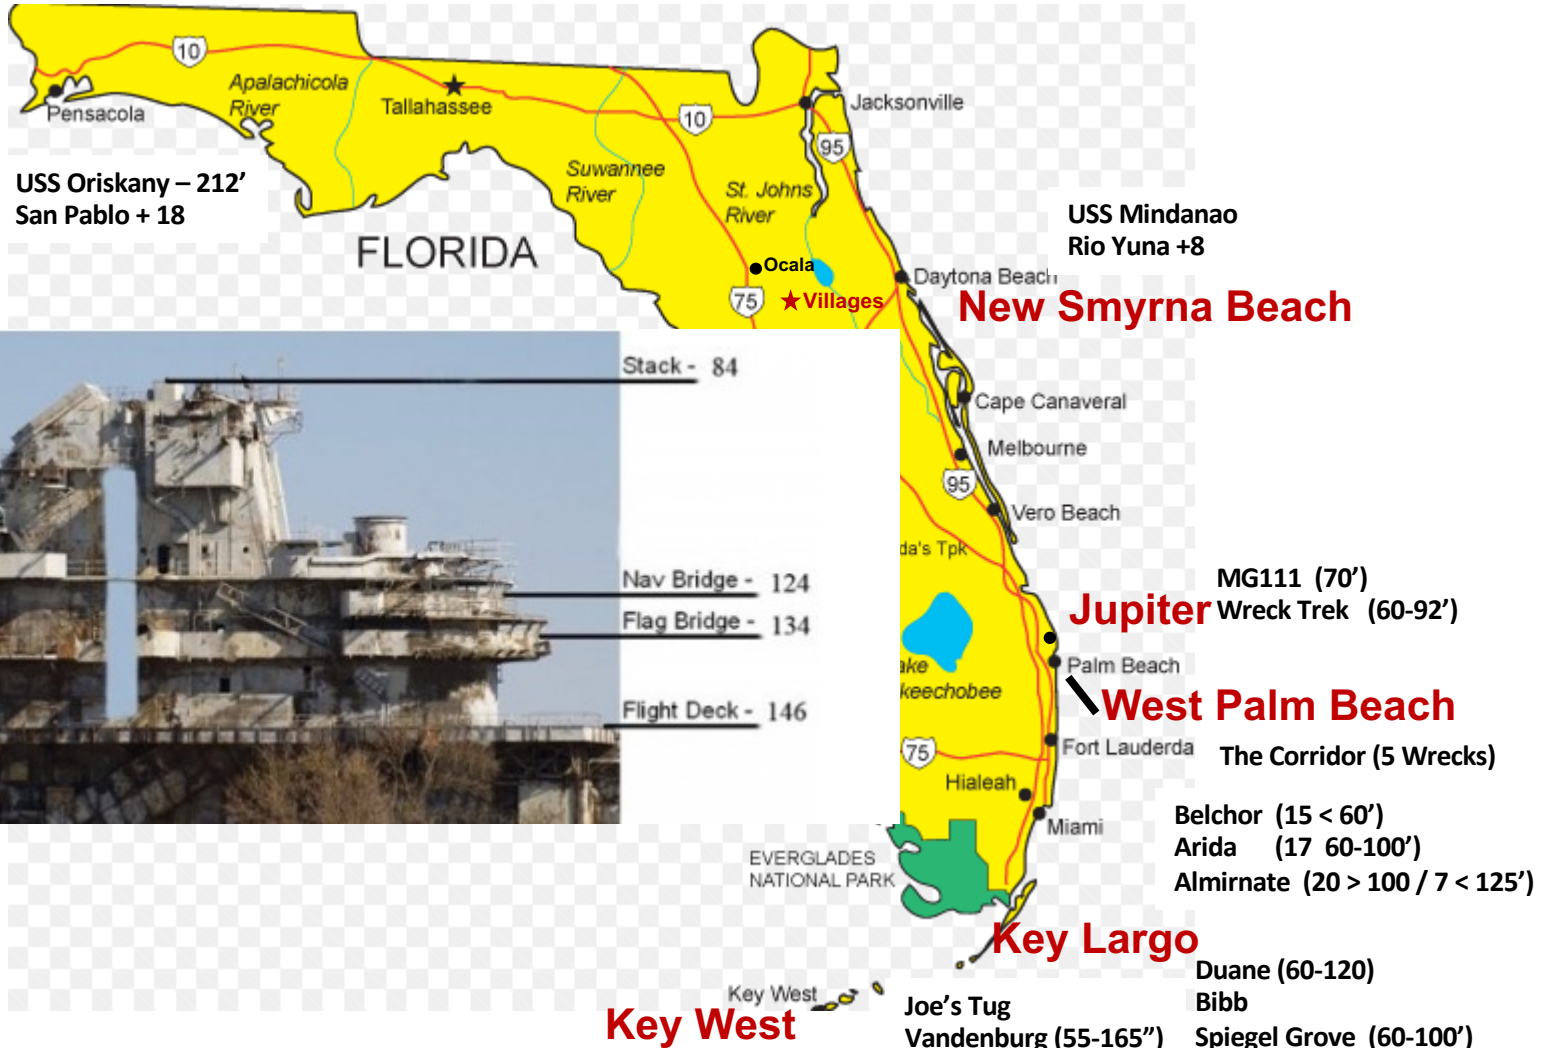 10
Apalachicola
River
Pensacola
Tallahassee
10
Jacksonville
95
Suwannee
River
St. Johns
River
USS Oriskany – 212’
San Pablo + 18
FLORIDA
USS Mindanao
Rio Yuna +8
Ocala
Daytona Beach
75
Villages
New Smyrna Beach
Stack - 84
Cape Canaveral
Melbourne
95
Vero Beach
da's Tpk
Nav Bridge - 124
Flag Bridge - 134
Flight Deck - 146
MG111 (70’)
Jupiter
Wreck Trek (60-92’)
ake
keechobee
Palm Beach
West Palm Beach
75
Fort Lauderda
The Corridor (5 Wrecks)
Hialeah
Miami
Belchor (15 < 60’)
Arida (17 60-100’)
Almirnate (20 > 100 / 7 < 125’)
EVERGLADES
NATIONAL PARK
Key Largo
Duane (60-120)
Bibb
Spiegel Grove (60-100’)
Key West
Key West
Joe’s Tug
Vandenburg (55-165”)